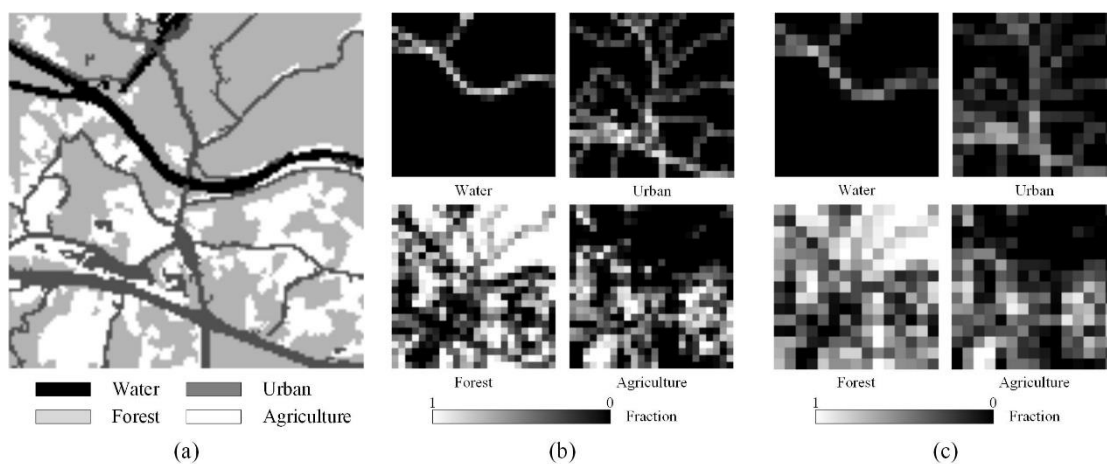 Water Urban
Forest Agriculture
(a)
Water Urban
Forest Agriculture
1 0 Fraction
(b)
Water Urban
Forest Agriculture
1 0 Fraction
(c)